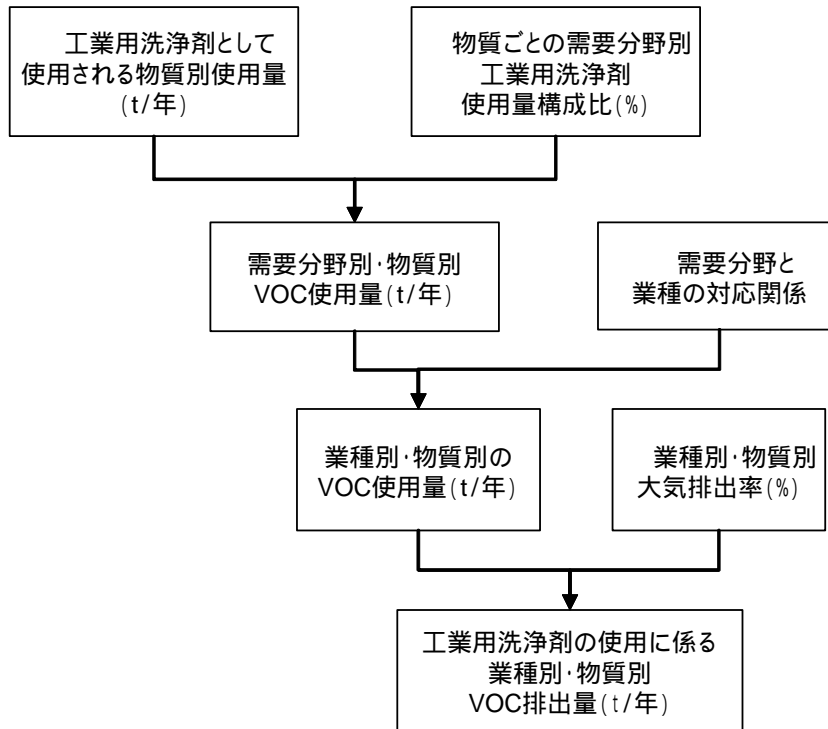 工業用洗浄剤として
使用される物質別使用量
(t/年)
物質ごとの需要分野別
工業用洗浄剤
使用量構成比(%)
需要分野別･物質別
VOC使用量(t/年)
需要分野と
業種の対応関係
業種別･物質別の
VOC使用量(t/年)
業種別･物質別
大気排出率(%)
工業用洗浄剤の使用に係る
業種別･物質別
VOC排出量(t/年)